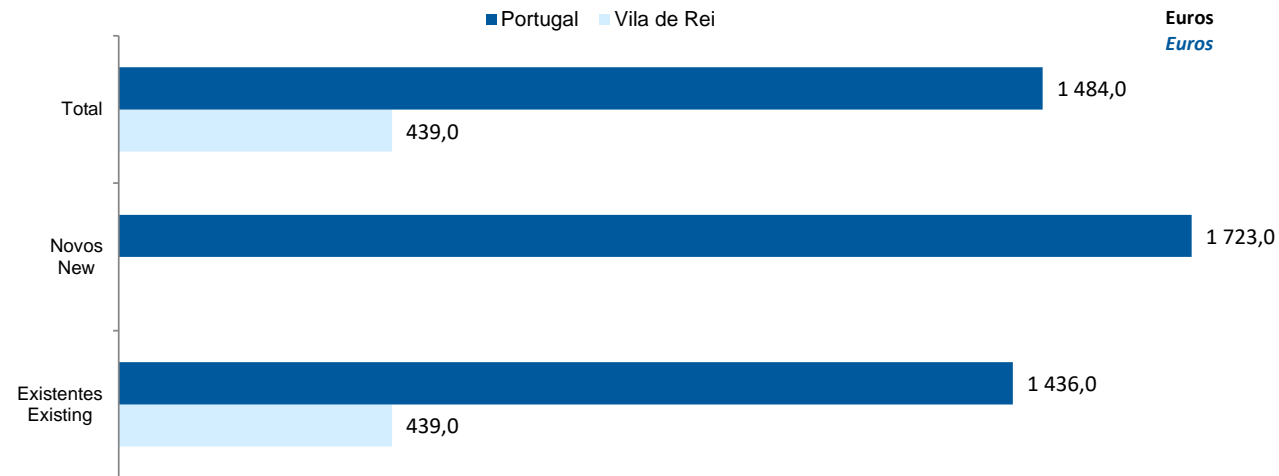 Portugal Vila de Rei
Euros
Euros
Total
1 484,0
439,0
Novos
New
1 723,0
Existentes
Existing
1 436,0
439,0